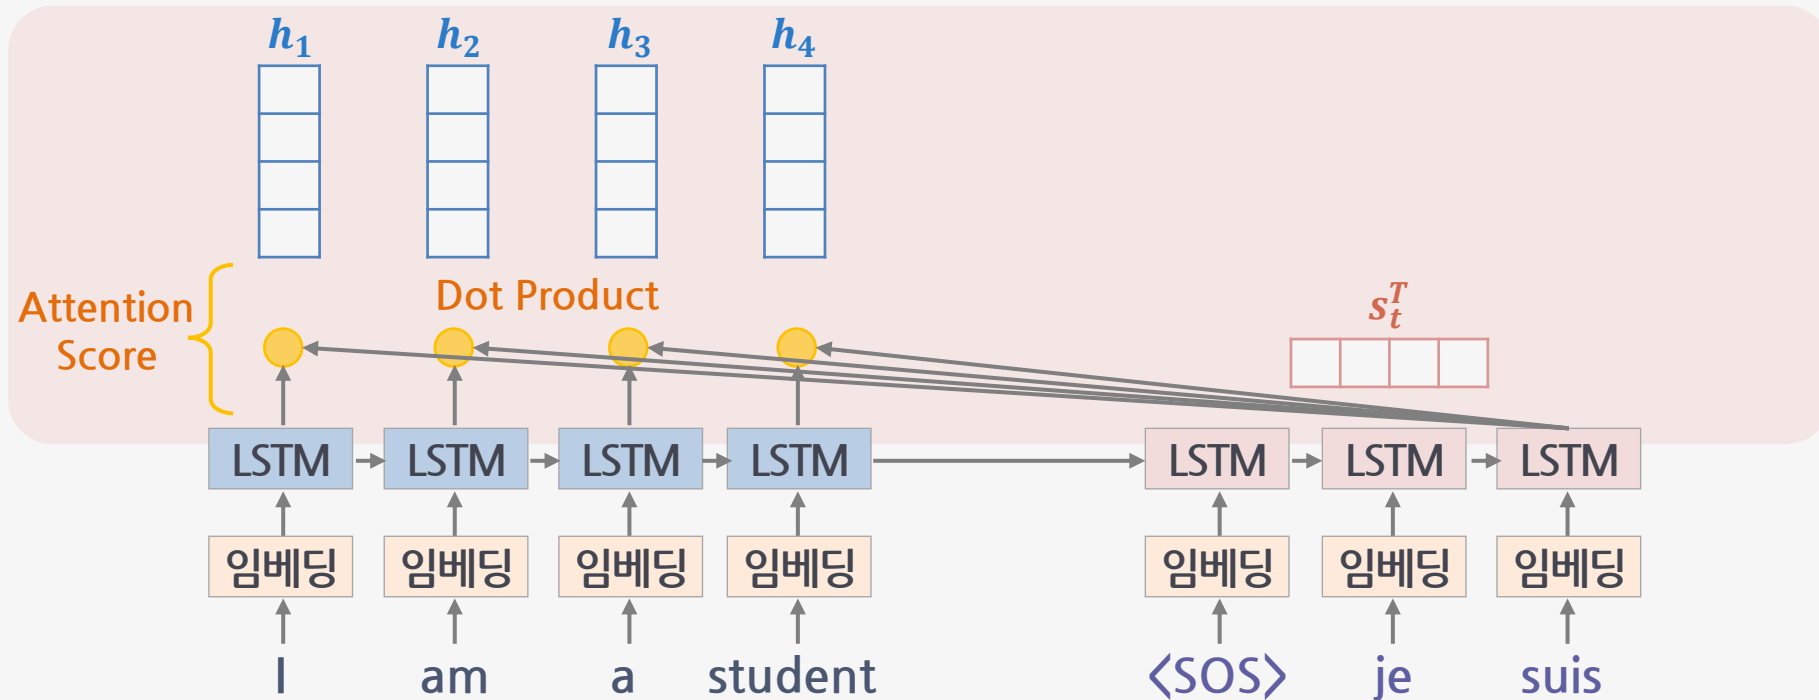 h₁ h₂ h₃ h₄
Dot Product
Attention
Score
s_t^T
LSTM LSTM LSTM LSTM LSTM LSTM LSTM
임베딩 임베딩 임베딩 임베딩 임베딩 임베딩 임베딩
I am a student <SOS> je suis